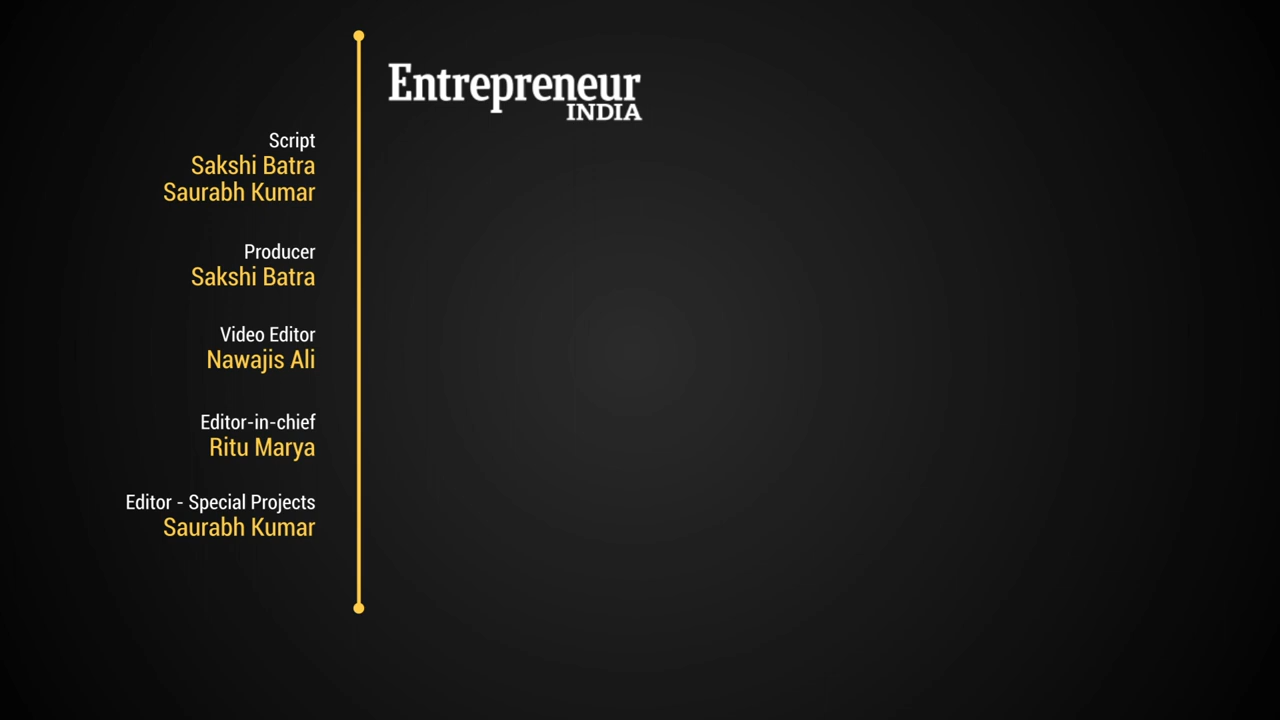 Entrepreneur
INDIA
Script
Sakshi Batra
Saurabh Kumar
Producer
Sakshi Batra
Video Editor
Nawajis Ali
Editor-in-chief
Ritu Marya
Editor - Special Projects
Saurabh Kumar